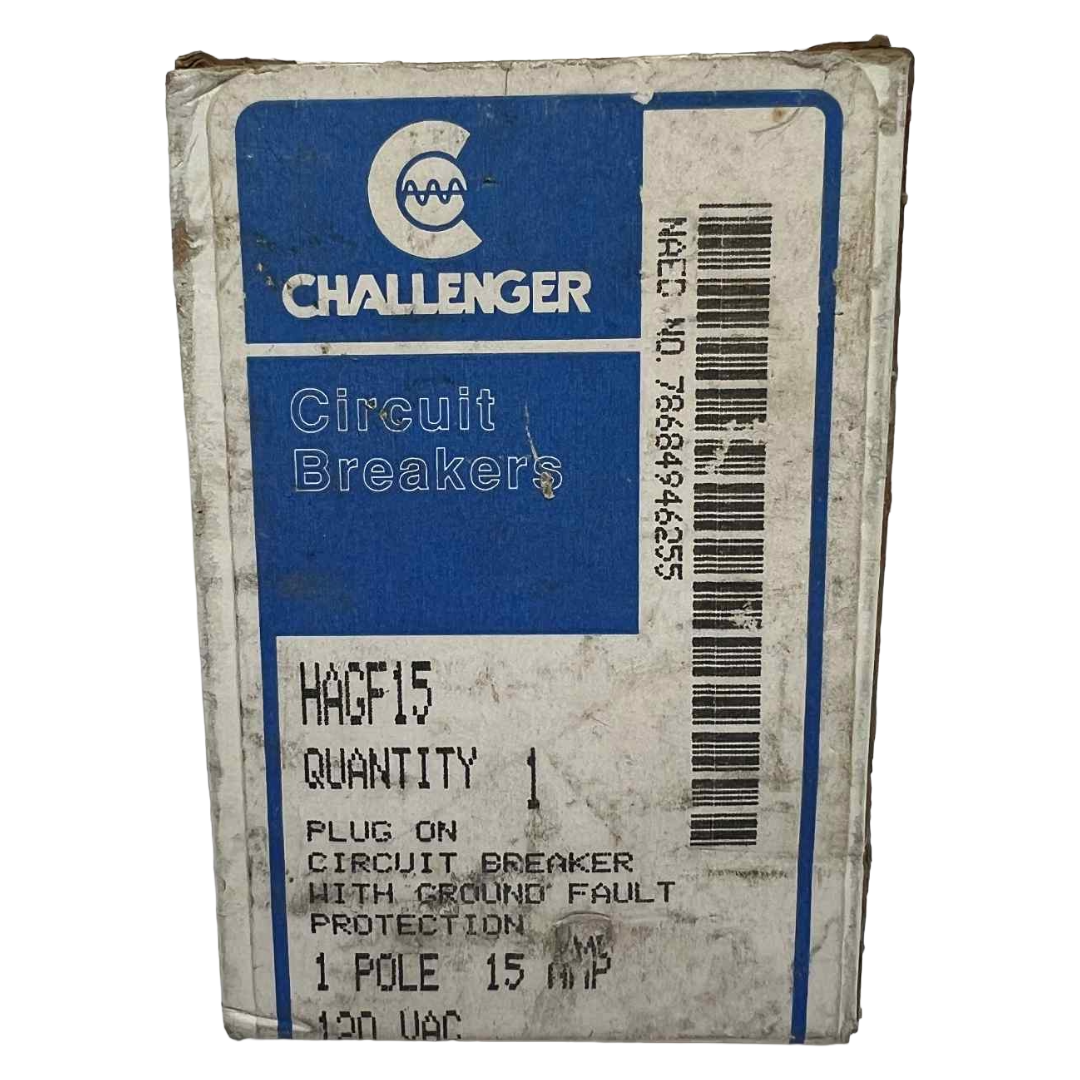 CHALLENGER
Circuit
Breakers
NAED NO. 78684946255
HAGF15
QUANTITY 1
PLUG ON
CIRCUIT BREAKER
WITH GROUND FAULT
PROTECTION
1 POLE 15 AMP
120 VAC